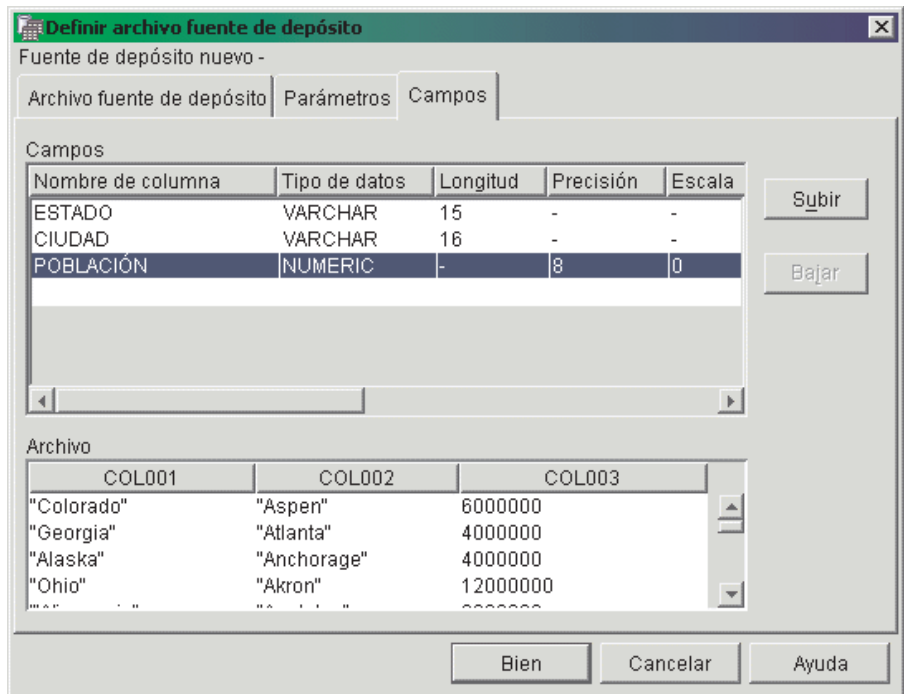 Definir archivo fuente de depósito
Fuente de depósito nuevo -
Archivo fuente de depósito Parámetros Campos
Campos
Nombre de columna Tipo de datos Longitud Precisión Escala
ESTADO VARCHAR 15 - -
CIUDAD VARCHAR 16 - -
POBLACIÓN NUMERIC - 8 0
Subir
Bajar
Archivo
COL001 COL002 COL003
"Colorado" "Aspen" 6000000
"Georgia" "Atlanta" 4000000
"Alaska" "Anchorage" 4000000
"Ohio" "Akron" 12000000
Bien Cancelar Ayuda